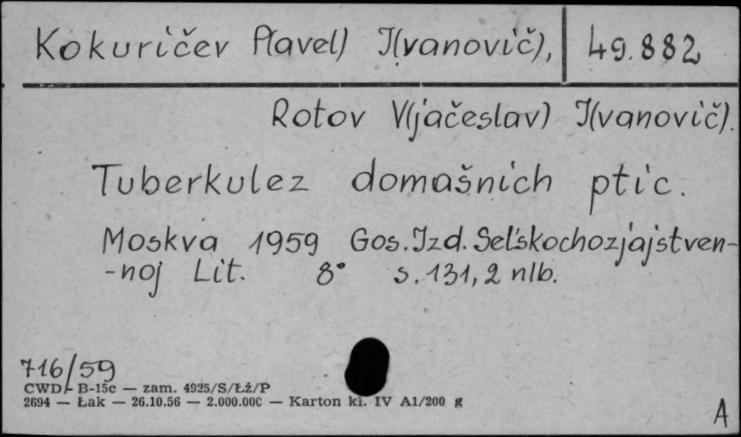 Kokuričev P(avel) I(vanovič), 49.882
Rotov V(jačeslav) I(vanovič).
Tuberkulez domašnich ptic.
Moskva 1959 Gos. Izd. Sel'skochozjajstven-
-noj Lit. 8° s. 131, 2 nlb.
716/59
CWD — B-15c — zam. 4925/S/Łź/P
2694 — Łak — 26.10.56 — 2.000.000 — Karton kl. IV A1/200 g
A